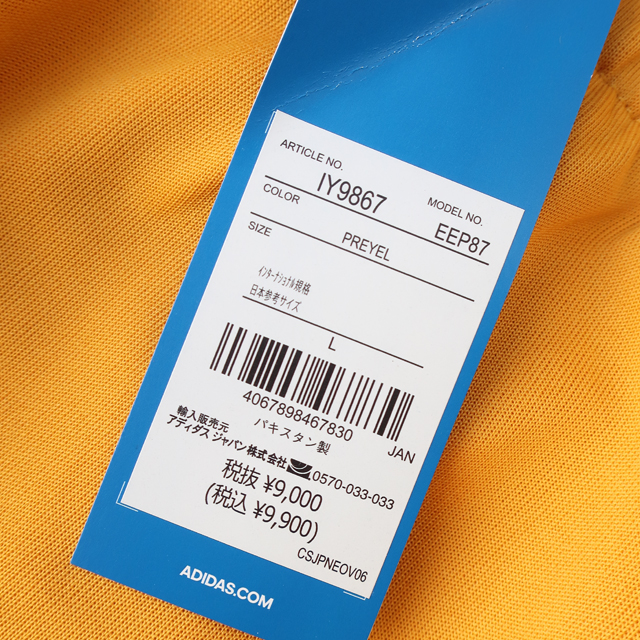 ARTICLE NO.
IY9867
MODEL NO.
COLOR
EEP87
SIZE
PREYEL
インターナショナル規格
日本参考サイズ
L
4067898467830
JAN
パキスタン製
輸入販売元
アディダス ジャパン株式会社
0570-033-033
税抜 ¥9,000
(税込 ¥9,900)
CSJPNEOV06
ADIDAS.COM